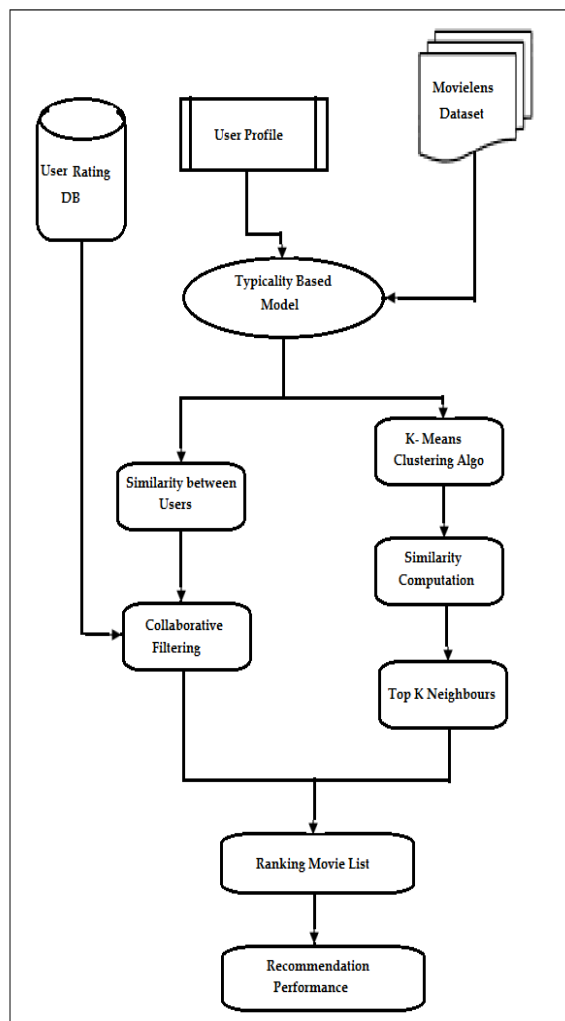 Movielens
Dataset
User Profile
User Rating
DB
Typicality Based
Model
K- Means
Clustering Algo
Similarity between
Users
Similarity
Computation
Collaborative
Filtering
Top K Neighbours
Ranking Movie List
Recommendation
Performance